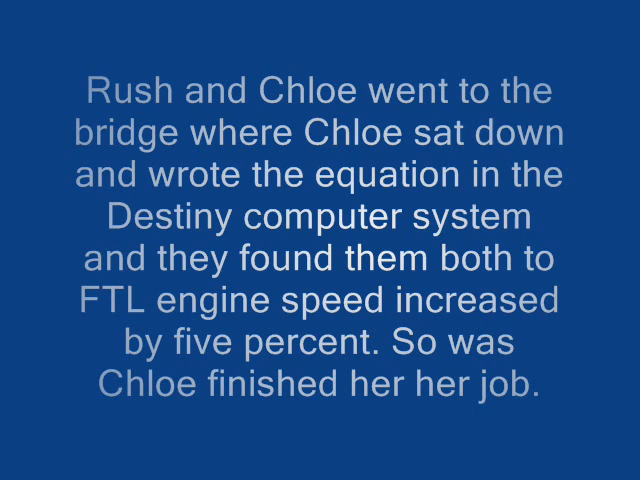 Rush and Chloe went to the
bridge where Chloe sat down
and wrote the equation in the
Destiny computer system
and they found them both to
FTL engine speed increased
by five percent. So was
Chloe finished her her job.